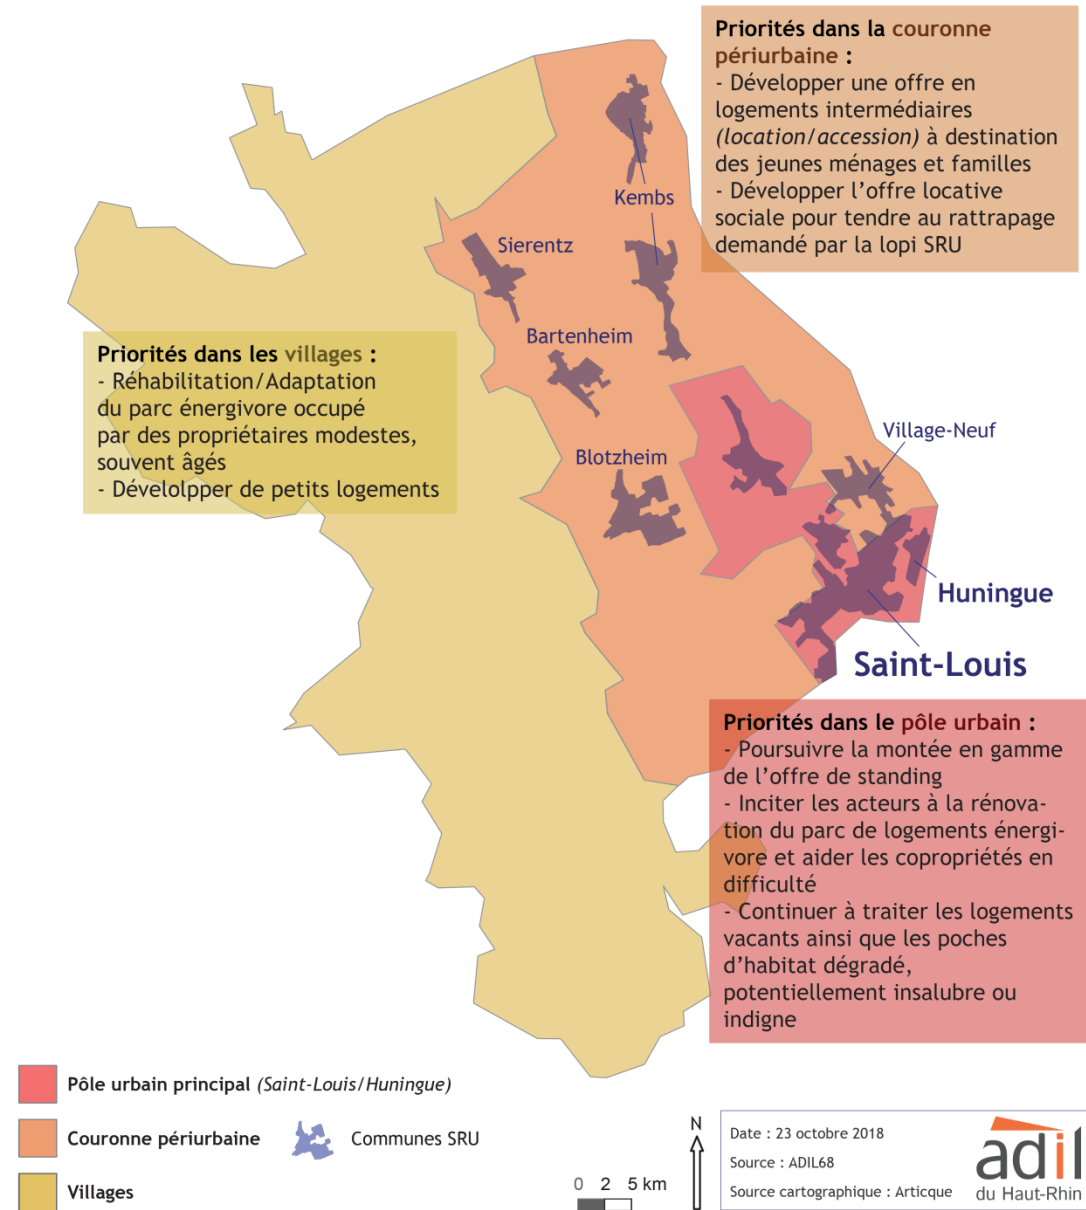 Priorités dans la couronne
périurbaine :
- Développer une offre en
logements intermédiaires
(location/accession) à destination
des jeunes ménages et familles
- Développer l'offre locative
sociale pour tendre au rattrapage
demandé par la lopi SRU
Kembs
Sierentz
Bartenheim
Priorités dans les villages :
- Réhabilitation/Adaptation
du parc énergivore occupé
par des propriétaires modestes,
souvent âgés
- Dévelolpper de petits logements
Blotzheim
Village-Neuf
Huningue
Saint-Louis
Priorités dans le pôle urbain :
- Poursuivre la montée en gamme
de l'offre de standing
- Inciter les acteurs à la rénova-
tion du parc de logements énergi-
vore et aider les copropriétés en
difficulté
- Continuer à traiter les logements
vacants ainsi que les poches
d'habitat dégradé,
potentiellement insalubre ou
indigne
Pôle urbain principal (Saint-Louis/Huningue)
Couronne périurbaine
Communes SRU
Villages
0 2 5 km
N
Date : 23 octobre 2018
Source : ADIL68
Source cartographique : Articque
adil
du Haut-Rhin